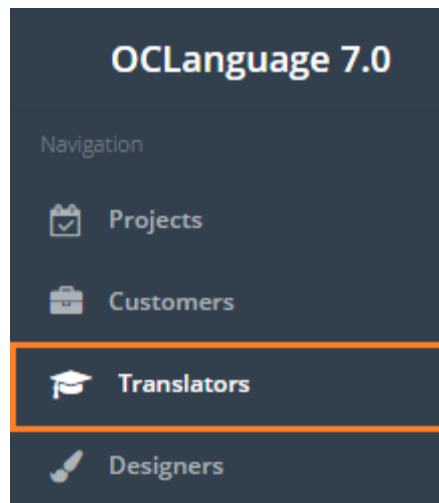 OCLanguage 7.0
Navigation
Projects
Customers
Translators
Designers